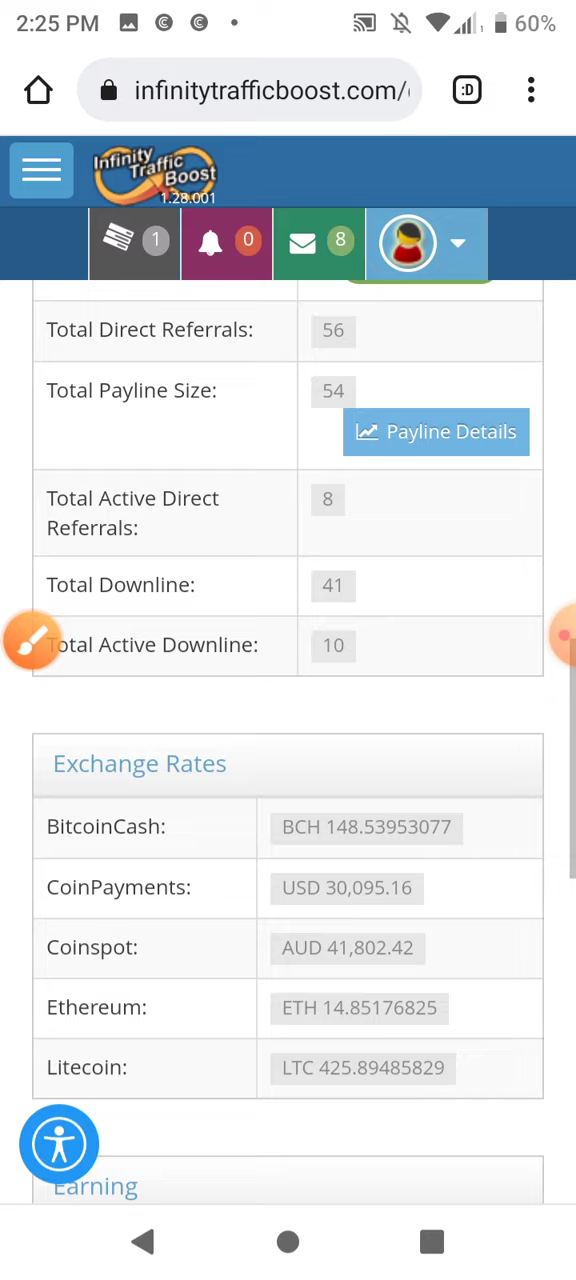 2:25 PM
60%
infinitytrafficboost.com/
:D
Infinity
Traffic
Boost
1.28.001
1
0
8
Total Direct Referrals:
56
Total Payline Size:
54
Payline Details
Total Active Direct
Referrals:
8
Total Downline:
41
Total Active Downline:
10
Exchange Rates
BitcoinCash:
BCH 148.53953077
CoinPayments:
USD 30,095.16
Coinspot:
AUD 41,802.42
Ethereum:
ETH 14.85176825
Litecoin:
LTC 425.89485829
Earning